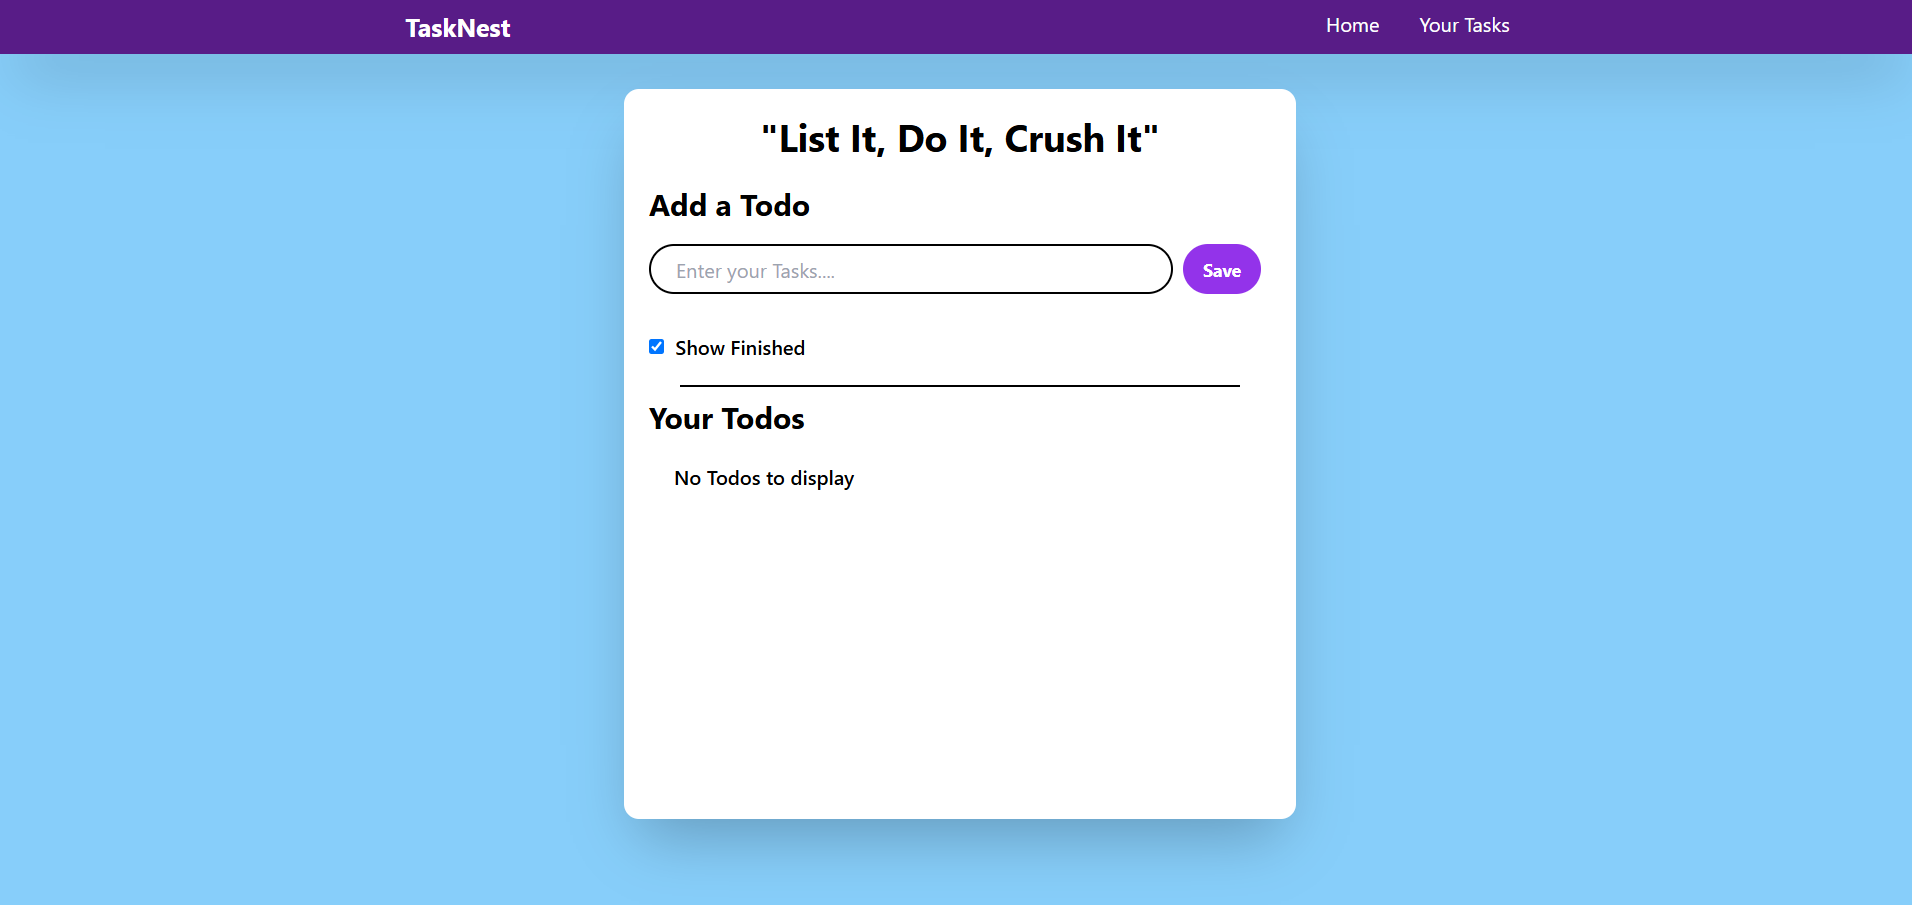 TaskNest
Home
Your Tasks
"List It, Do It, Crush It"
Add a Todo
Enter your Tasks....
Save
Show Finished
Your Todos
No Todos to display